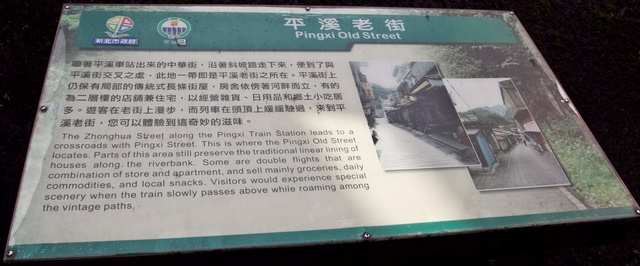 新北市政府
平溪區
平溪老街
Pingxi Old Street
順著平溪車站出來的中華街,沿著斜坡路走下來,便到了與
平溪街交叉之處,此地一帶即是平溪老街之所在。平溪街上
仍保有局部的傳統式長條街屋,房舍依傍著河畔而立,有的
為二層樓的店舖兼住宅,以經營雜貨、日用品和鄉土小吃居
多。遊客在老街上漫步,而列車在頭頂上緩緩駛過,來到平
溪老街,您可以體驗到這奇妙的滋味。
The Zhonghua Street along the Pingxi Train Station leads to a
crossroads with Pingxi Street. This is where the Pingxi Old Street
locates. Parts of this area still preserve the traditional linear lining of
houses along the riverbank. Some are double flights that are
combination of store and apartment, and sell mainly groceries, daily
commodities, and local snacks. Visitors would experience special
scenery when the train slowly passes above while roaming among
the vintage paths.